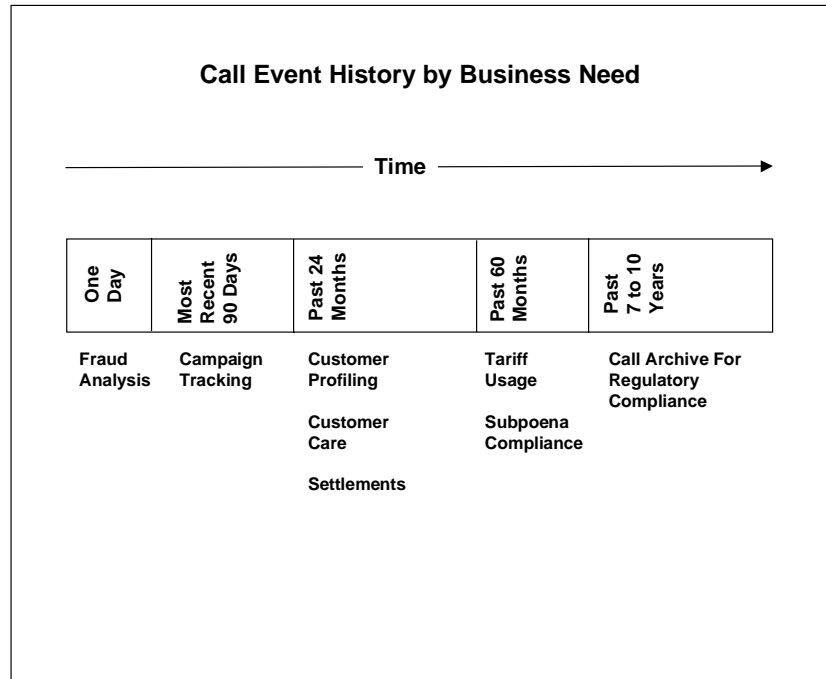 Call Event History by Business Need
Time
One
Day
Most
Recent
90 Days
Past 24
Months
Past 60
Months
Past
7 to 10
Years
Fraud
Analysis
Campaign
Tracking
Customer
Profiling
Customer
Care
Settlements
Tariff
Usage
Subpoena
Compliance
Call Archive For
Regulatory
Compliance